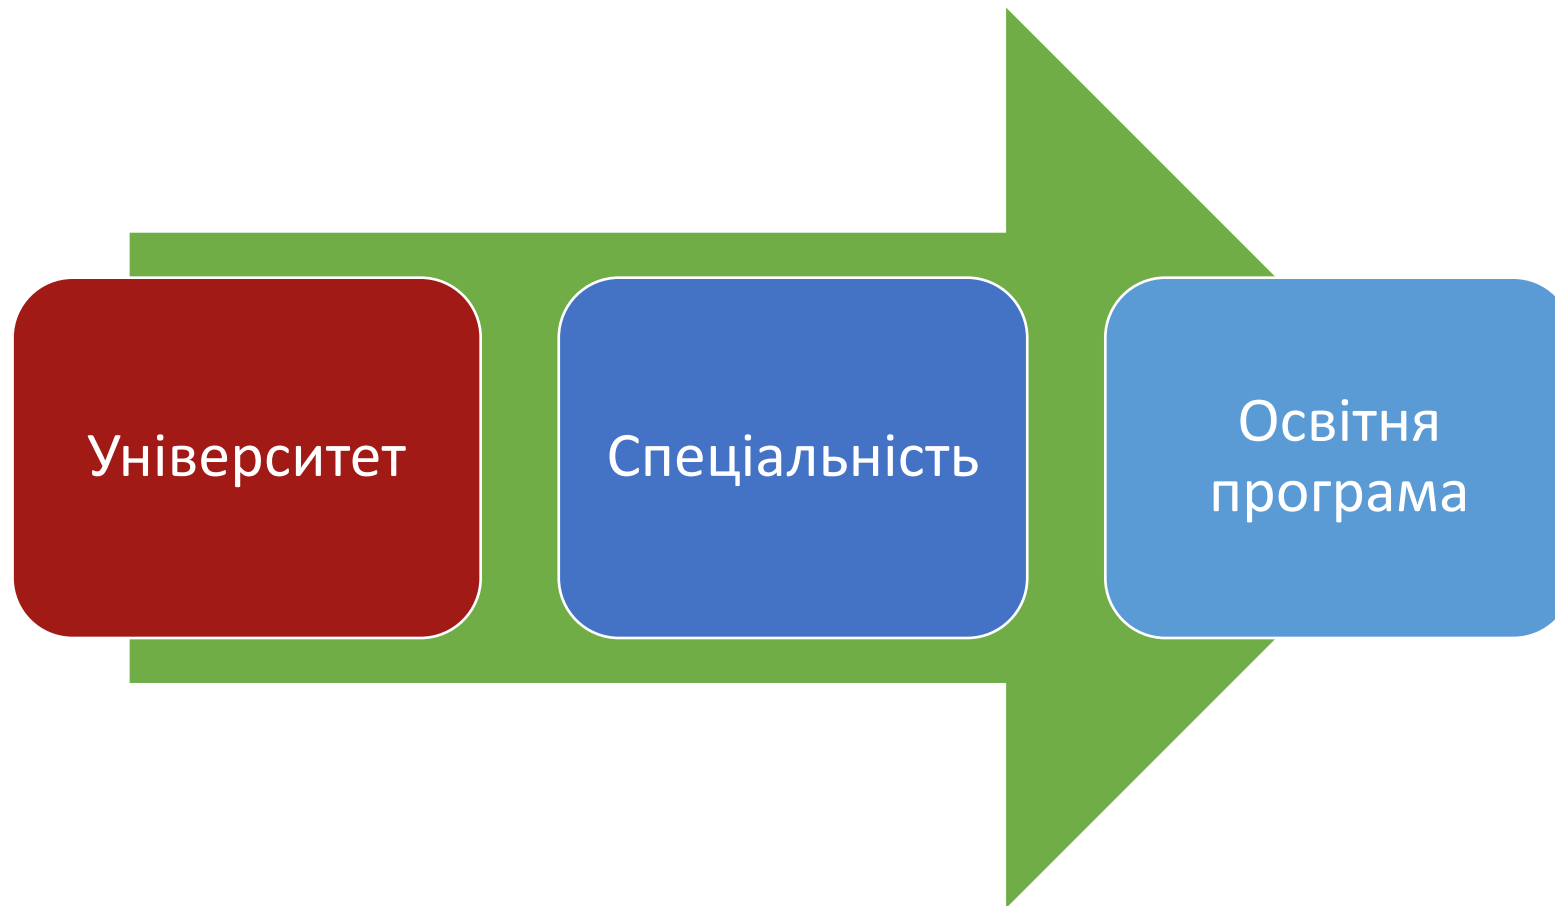 Університет
Спеціальність
Освітня
програма